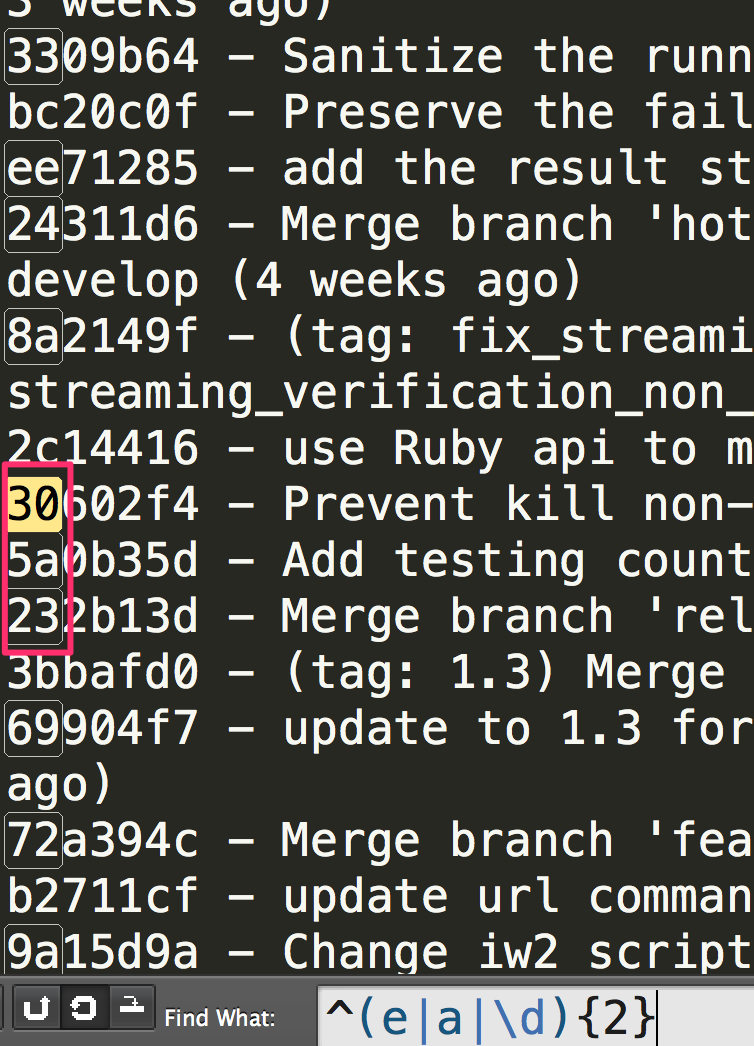 3 weeks ago)
3309b64 - Sanitize the runn
bc20c0f - Preserve the fail
ee71285 - add the result st
24311d6 - Merge branch 'hot
develop (4 weeks ago)
8a2149f - (tag: fix_streami
streaming_verification_non_
2c14416 - use Ruby api to m
30602f4 - Prevent kill non-
5a0b35d - Add testing count
232b13d - Merge branch 'rel
3bbafd0 - (tag: 1.3) Merge
69904f7 - update to 1.3 for
ago)
72a394c - Merge branch 'fea
b2711cf - update url comman
9a15d9a - Change iw2 script
Find What: ^(e|a|\d){2}